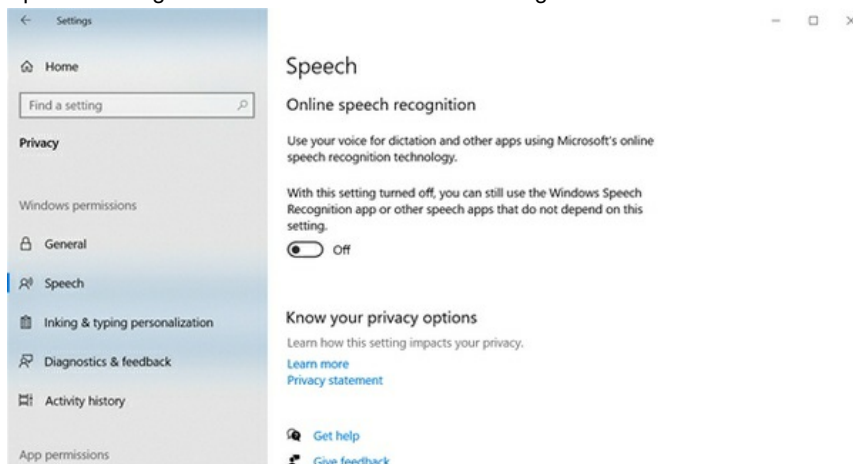 Settings
Home
Find a setting
Privacy
Windows permissions
General
Speech
Inking & typing personalization
Diagnostics & feedback
Activity history
App permissions
Speech
Online speech recognition
Use your voice for dictation and other apps using Microsoft's online
speech recognition technology.
With this setting turned off, you can still use the Windows Speech
Recognition app or other speech apps that do not depend on this
setting.
Off
Know your privacy options
Learn how this setting impacts your privacy.
Learn more
Privacy statement
Get help
Give feedback